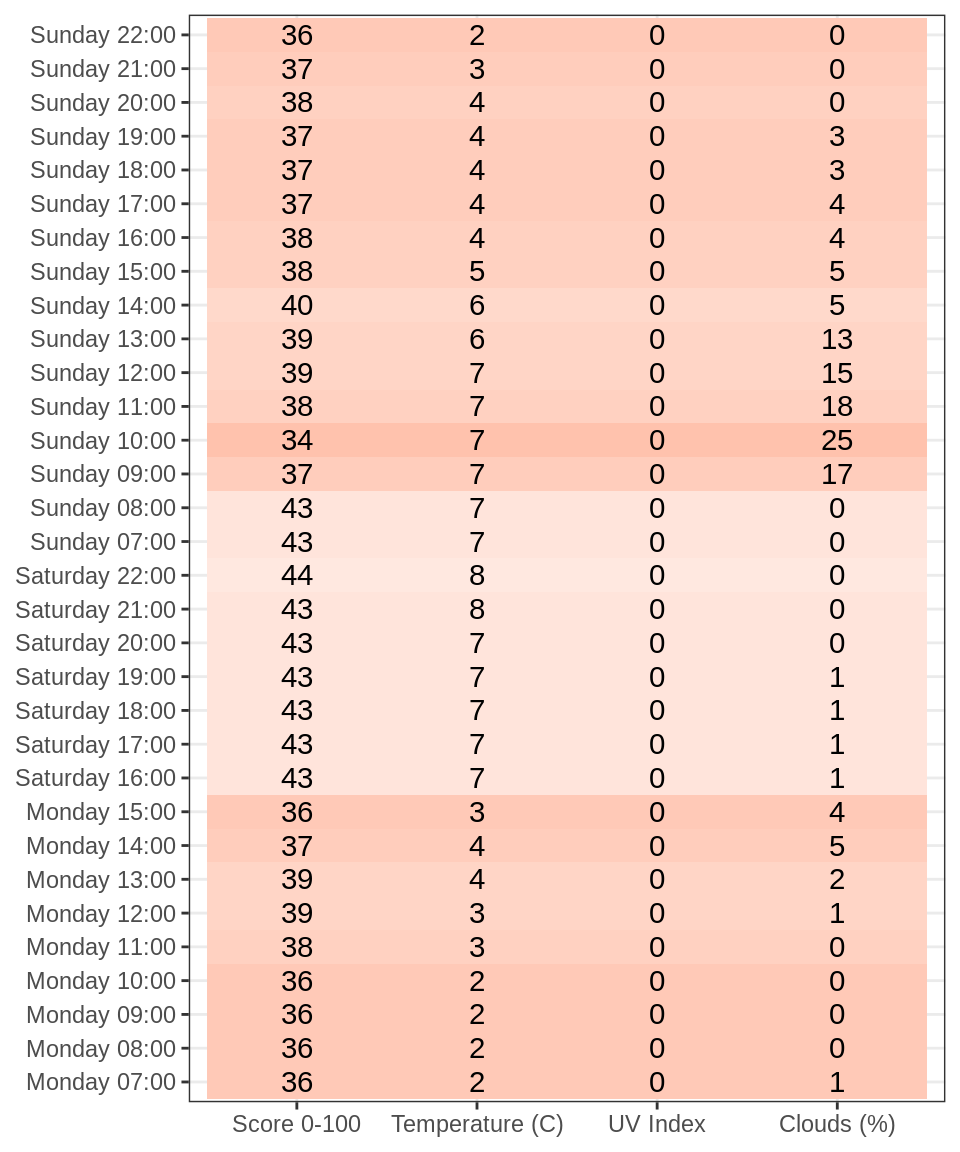 Sunday 22:00 36 2 0 0
Sunday 21:00 37 3 0 0
Sunday 20:00 38 4 0 0
Sunday 19:00 37 4 0 3
Sunday 18:00 37 4 0 3
Sunday 17:00 37 4 0 4
Sunday 16:00 38 4 0 4
Sunday 15:00 38 5 0 5
Sunday 14:00 40 6 0 5
Sunday 13:00 39 6 0 13
Sunday 12:00 39 7 0 15
Sunday 11:00 38 7 0 18
Sunday 10:00 34 7 0 25
Sunday 09:00 37 7 0 17
Sunday 08:00 43 7 0 0
Sunday 07:00 43 7 0 0
Saturday 22:00 44 8 0 0
Saturday 21:00 43 8 0 0
Saturday 20:00 43 7 0 0
Saturday 19:00 43 7 0 1
Saturday 18:00 43 7 0 1
Saturday 17:00 43 7 0 1
Saturday 16:00 43 7 0 1
Monday 15:00 36 3 0 4
Monday 14:00 37 4 0 5
Monday 13:00 39 4 0 2
Monday 12:00 39 3 0 1
Monday 11:00 38 3 0 0
Monday 10:00 36 2 0 0
Monday 09:00 36 2 0 0
Monday 08:00 36 2 0 0
Monday 07:00 36 2 0 1
Score 0-100 Temperature (C) UV Index Clouds (%)